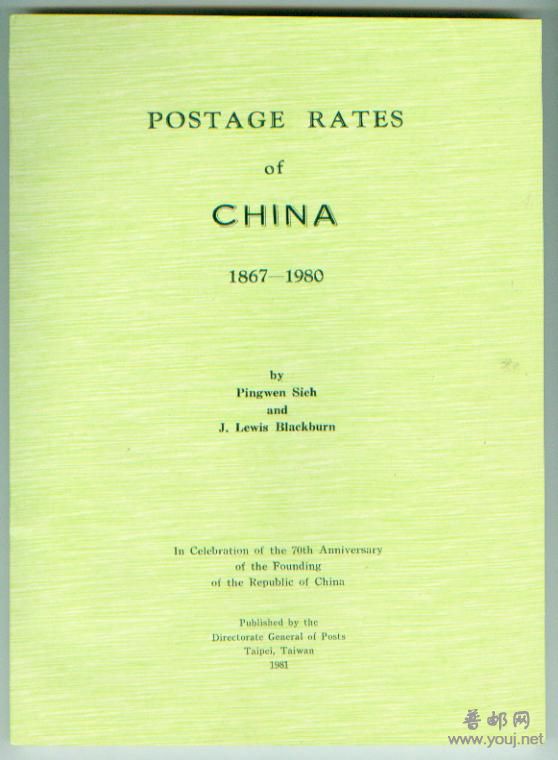 POSTAGE RATES
of
CHINA
1867—1980
by
Pingwen Sieh
and
J. Lewis Blackburn
In Celebration of the 70th Anniversary
of the Founding
of the Republic of China
Published by the
Directorate General of Posts
Taipei, Taiwan
1981
普邮网
www.youj.net